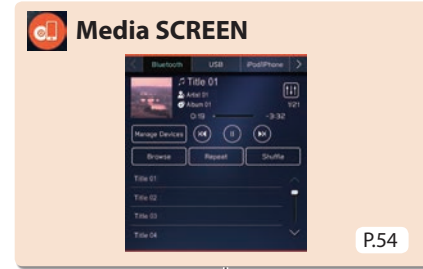 Media SCREEN
Bluetooth USB iPod/iPhone
Title 01
Artist 01
Album 01 1/21
0:19 -3:32
Manage Devices
Browse Repeat Shuffle
Title 01
Title 02
Title 03
Title 04
P.54